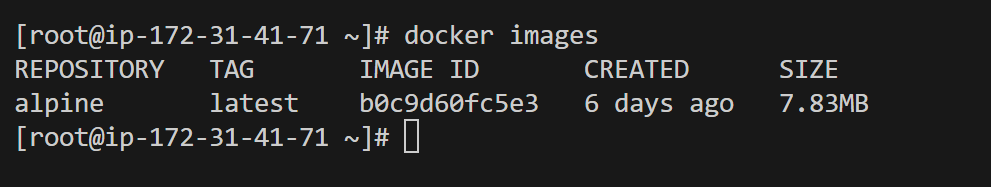 [root@ip-172-31-41-71 ~]# docker images
REPOSITORY   TAG       IMAGE ID       CREATED      SIZE
alpine       latest    b0c9d60fc5e3   6 days ago   7.83MB
[root@ip-172-31-41-71 ~]#